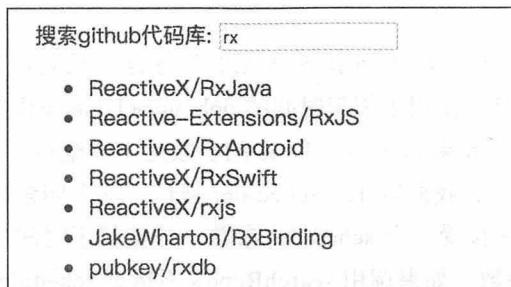 搜索github代码库: rx
ReactiveX/RxJava
Reactive-Extensions/RxJS
ReactiveX/RxAndroid
ReactiveX/RxSwift
ReactiveX/rxjs
JakeWharton/RxBinding
pubkey/rxdb